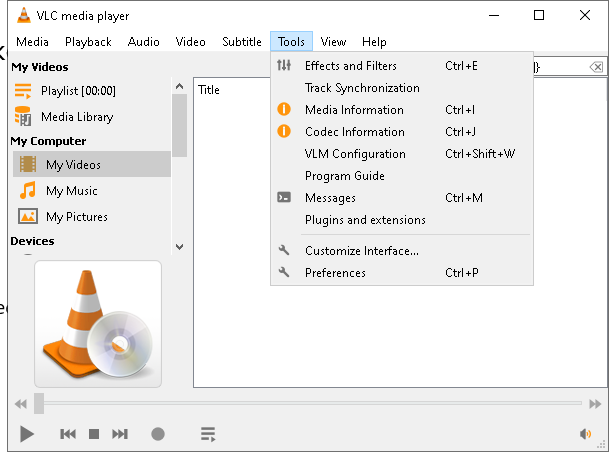 VLC media player
Media Playback Audio Video Subtitle Tools View Help
My Videos
Playlist [00:00]
Media Library
My Computer
My Videos
My Music
My Pictures
Devices
Title
Effects and Filters Ctrl+E
Track Synchronization
Media Information Ctrl+I
Codec Information Ctrl+J
VLM Configuration Ctrl+Shift+W
Program Guide
Messages Ctrl+M
Plugins and extensions
Customize Interface...
Preferences Ctrl+P